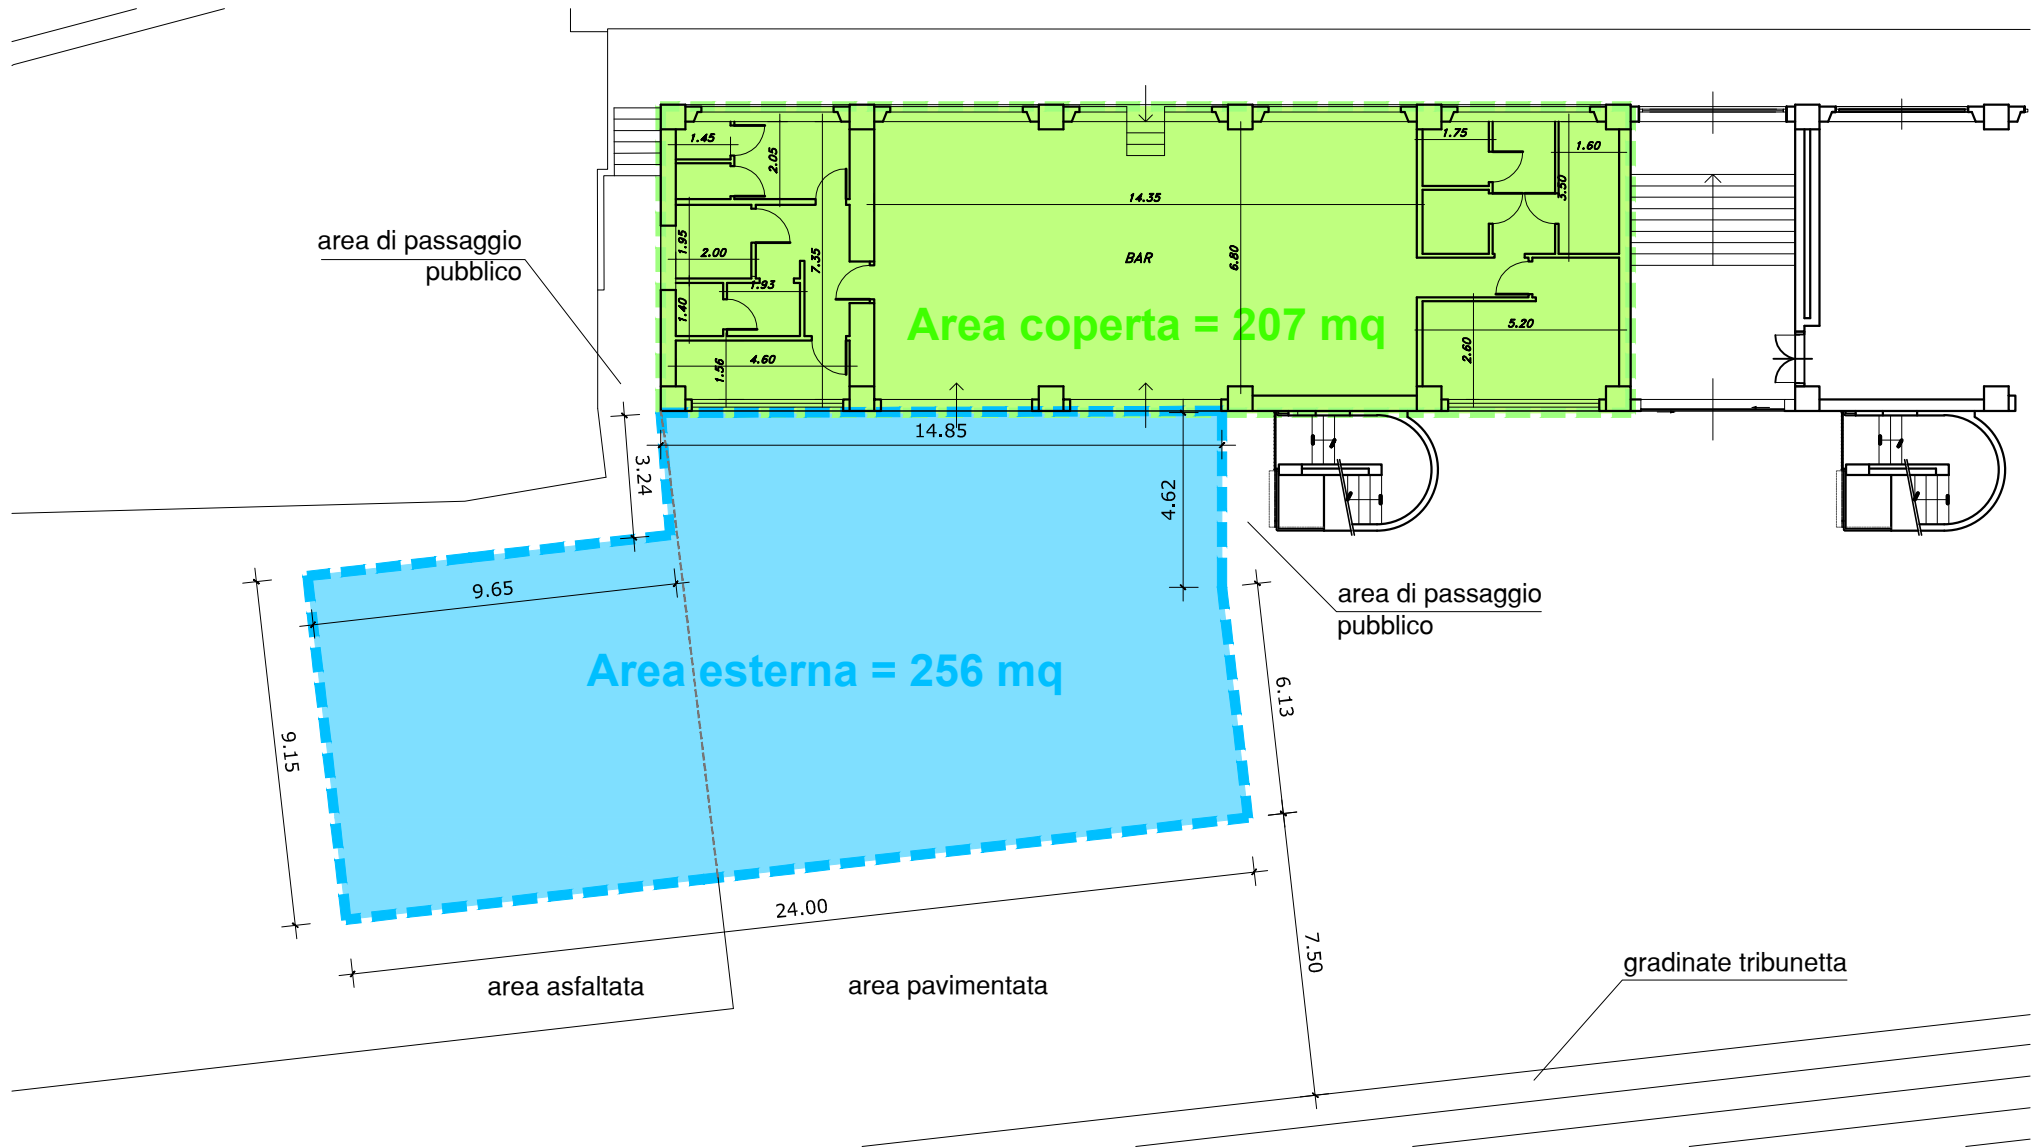 1.45
2.05
1.75
1.60
3.50
14.35
area di passaggio
pubblico
1.95
2.00
7.35
BAR
6.80
1.93
1.40
Area coperta = 207 mq
5.20
2.60
1.56
4.60
14.85
3.24
4.62
9.65
area di passaggio
pubblico
Area esterna = 256 mq
6.13
9.15
24.00
7.50
area asfaltata
area pavimentata
gradinate tribunetta